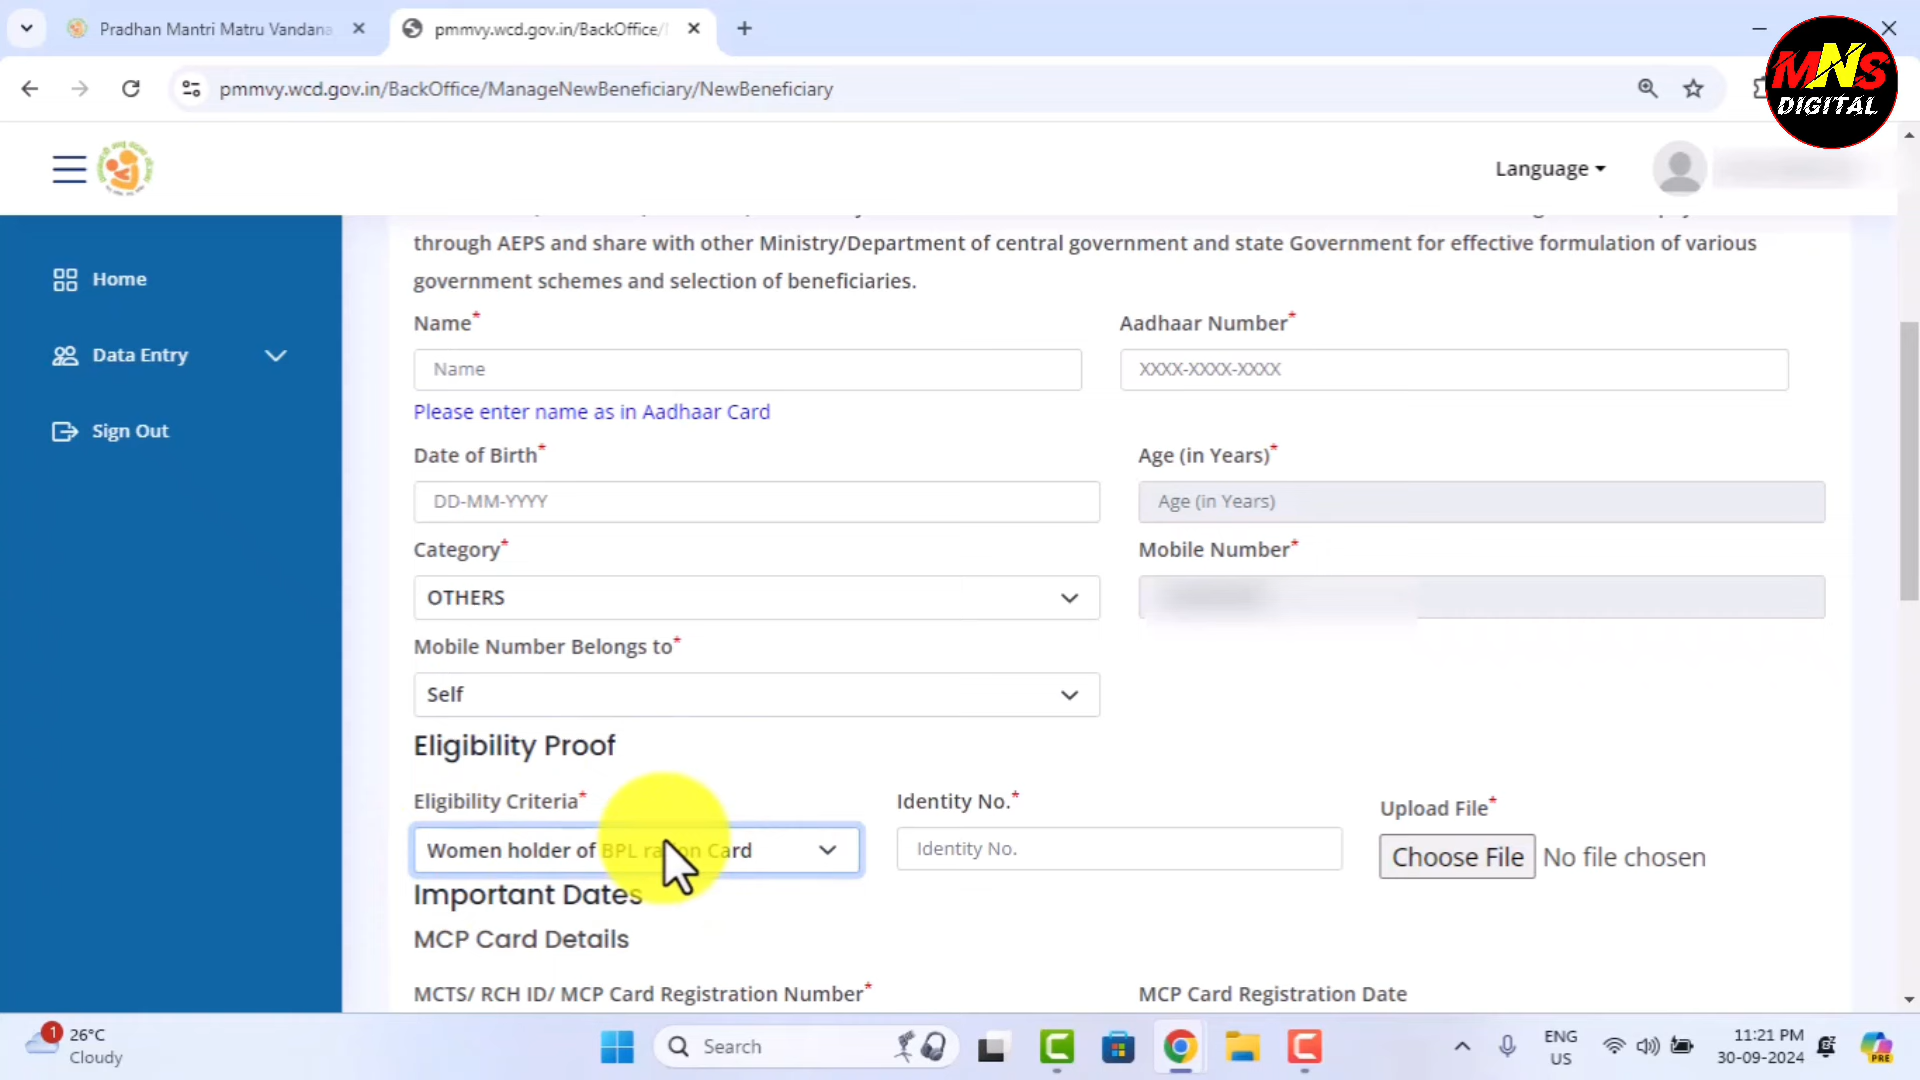 Pradhan Mantri Matru Vandana
pmmvy.wcd.gov.in/BackOffice/
pmmvy.wcd.gov.in/BackOffice/ManageNewBeneficiary/NewBeneficiary
MNS
DIGITAL
Language
Home
Data Entry
Sign Out
through AEPS and share with other Ministry/Department of central government and state Government for effective formulation of various
government schemes and selection of beneficiaries.
Name*
Aadhaar Number*
Name
XXXX-XXXX-XXXX
Please enter name as in Aadhaar Card
Date of Birth*
Age (in Years)*
DD-MM-YYYY
Age (in Years)
Category*
Mobile Number*
OTHERS
Mobile Number Belongs to*
Self
Eligibility Proof
Eligibility Criteria*
Identity No.*
Upload File*
Women holder of BPL ration Card
Identity No.
Choose File No file chosen
Important Dates
MCP Card Details
MCTS/ RCH ID/ MCP Card Registration Number*
MCP Card Registration Date
1
26°C
Cloudy
Search
ENG
US
11:21 PM
30-09-2024
PRE